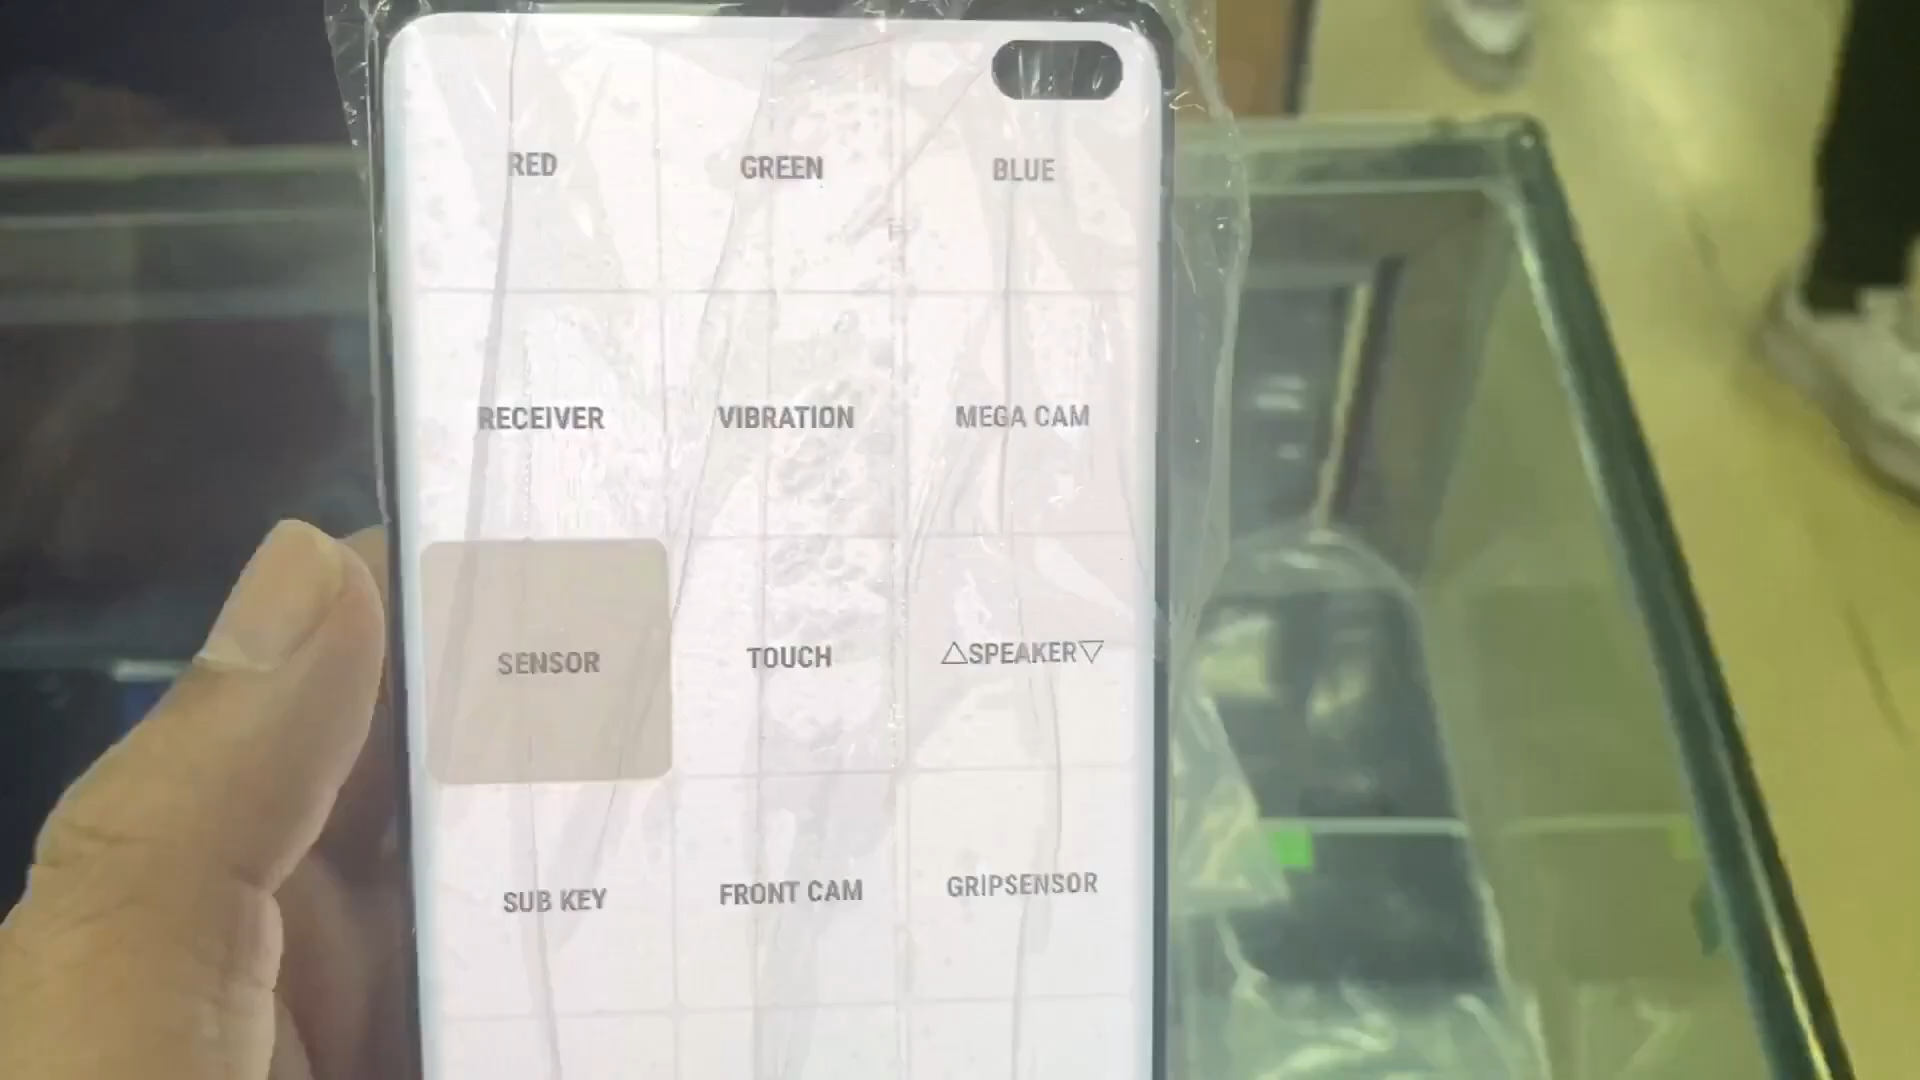 RED GREEN BLUE
RECEIVER VIBRATION MEGA CAM
SENSOR TOUCH △SPEAKER▽
SUB KEY FRONT CAM GRIPSENSOR